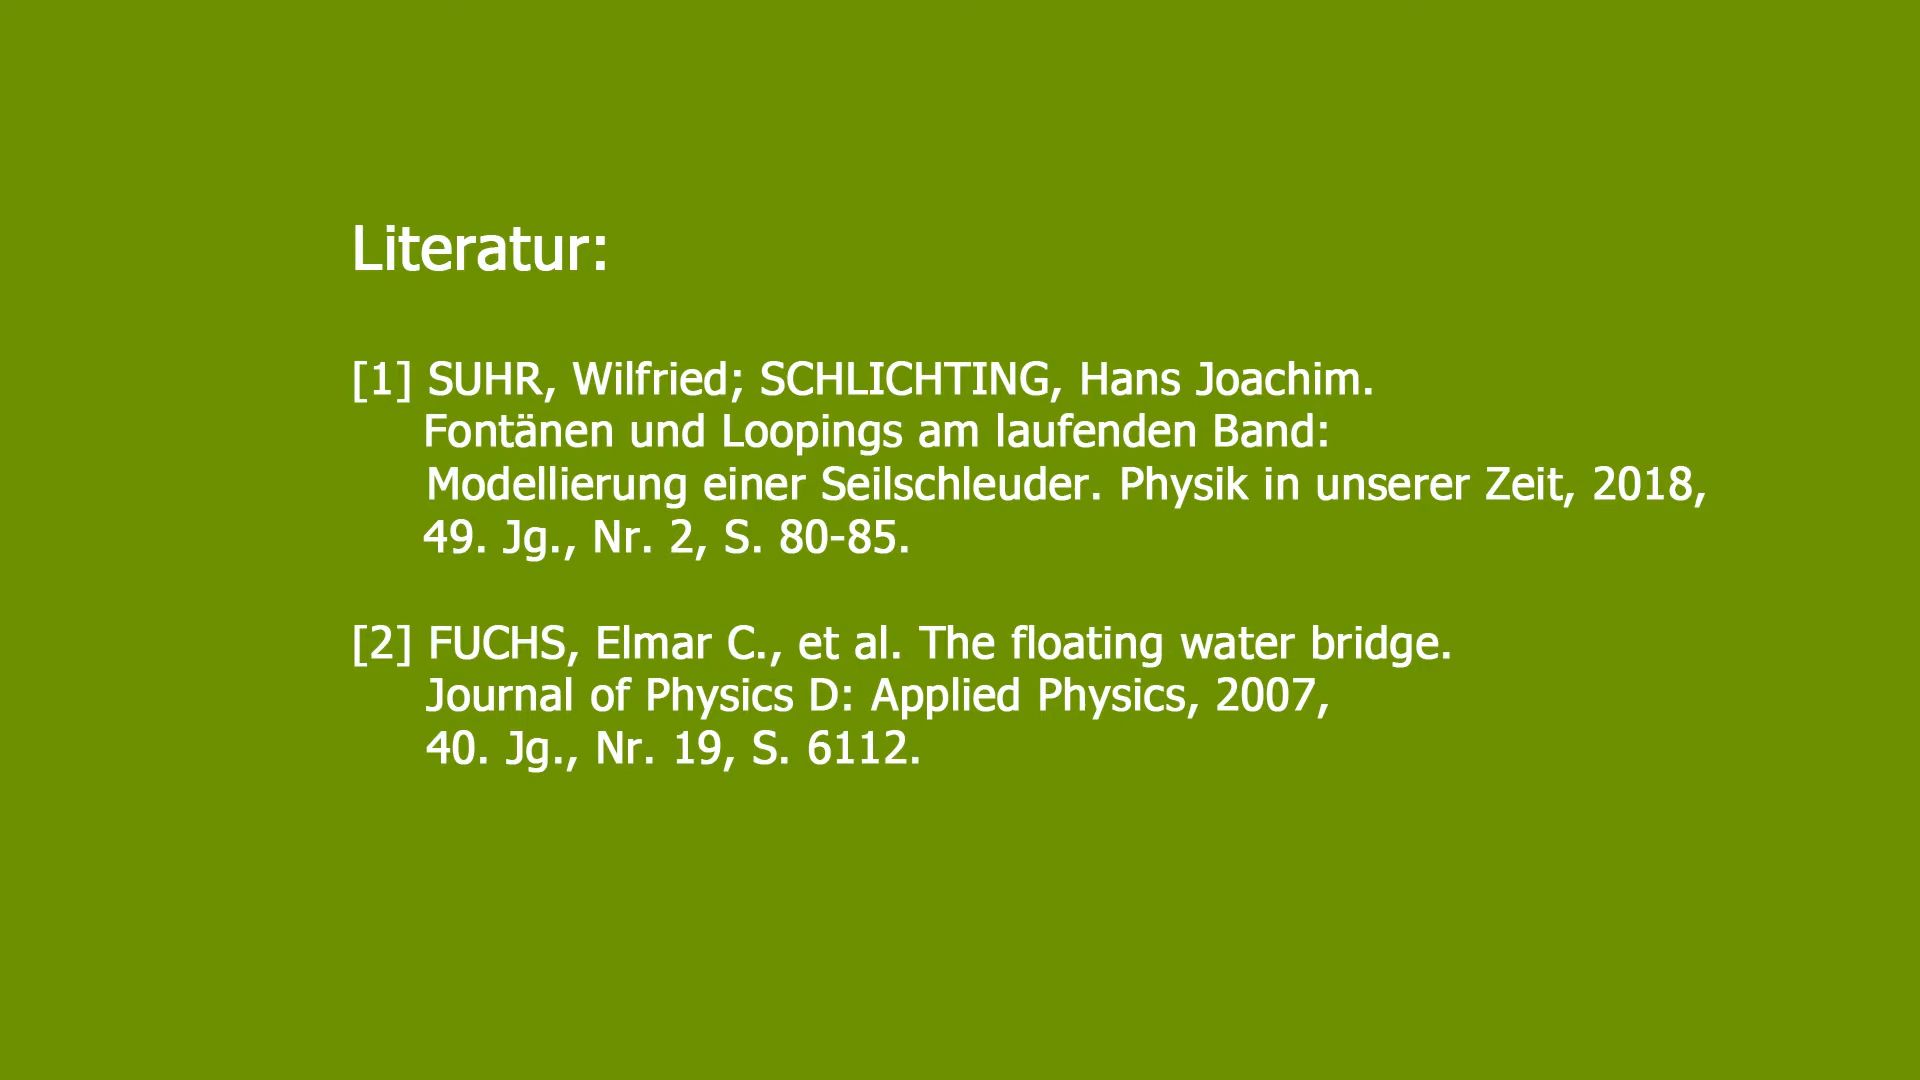 Literatur:
[1] SUHR, Wilfried; SCHLICHTING, Hans Joachim.
Fontänen und Loopings am laufenden Band:
Modellierung einer Seilschleuder. Physik in unserer Zeit, 2018,
49. Jg., Nr. 2, S. 80-85.
[2] FUCHS, Elmar C., et al. The floating water bridge.
Journal of Physics D: Applied Physics, 2007,
40. Jg., Nr. 19, S. 6112.